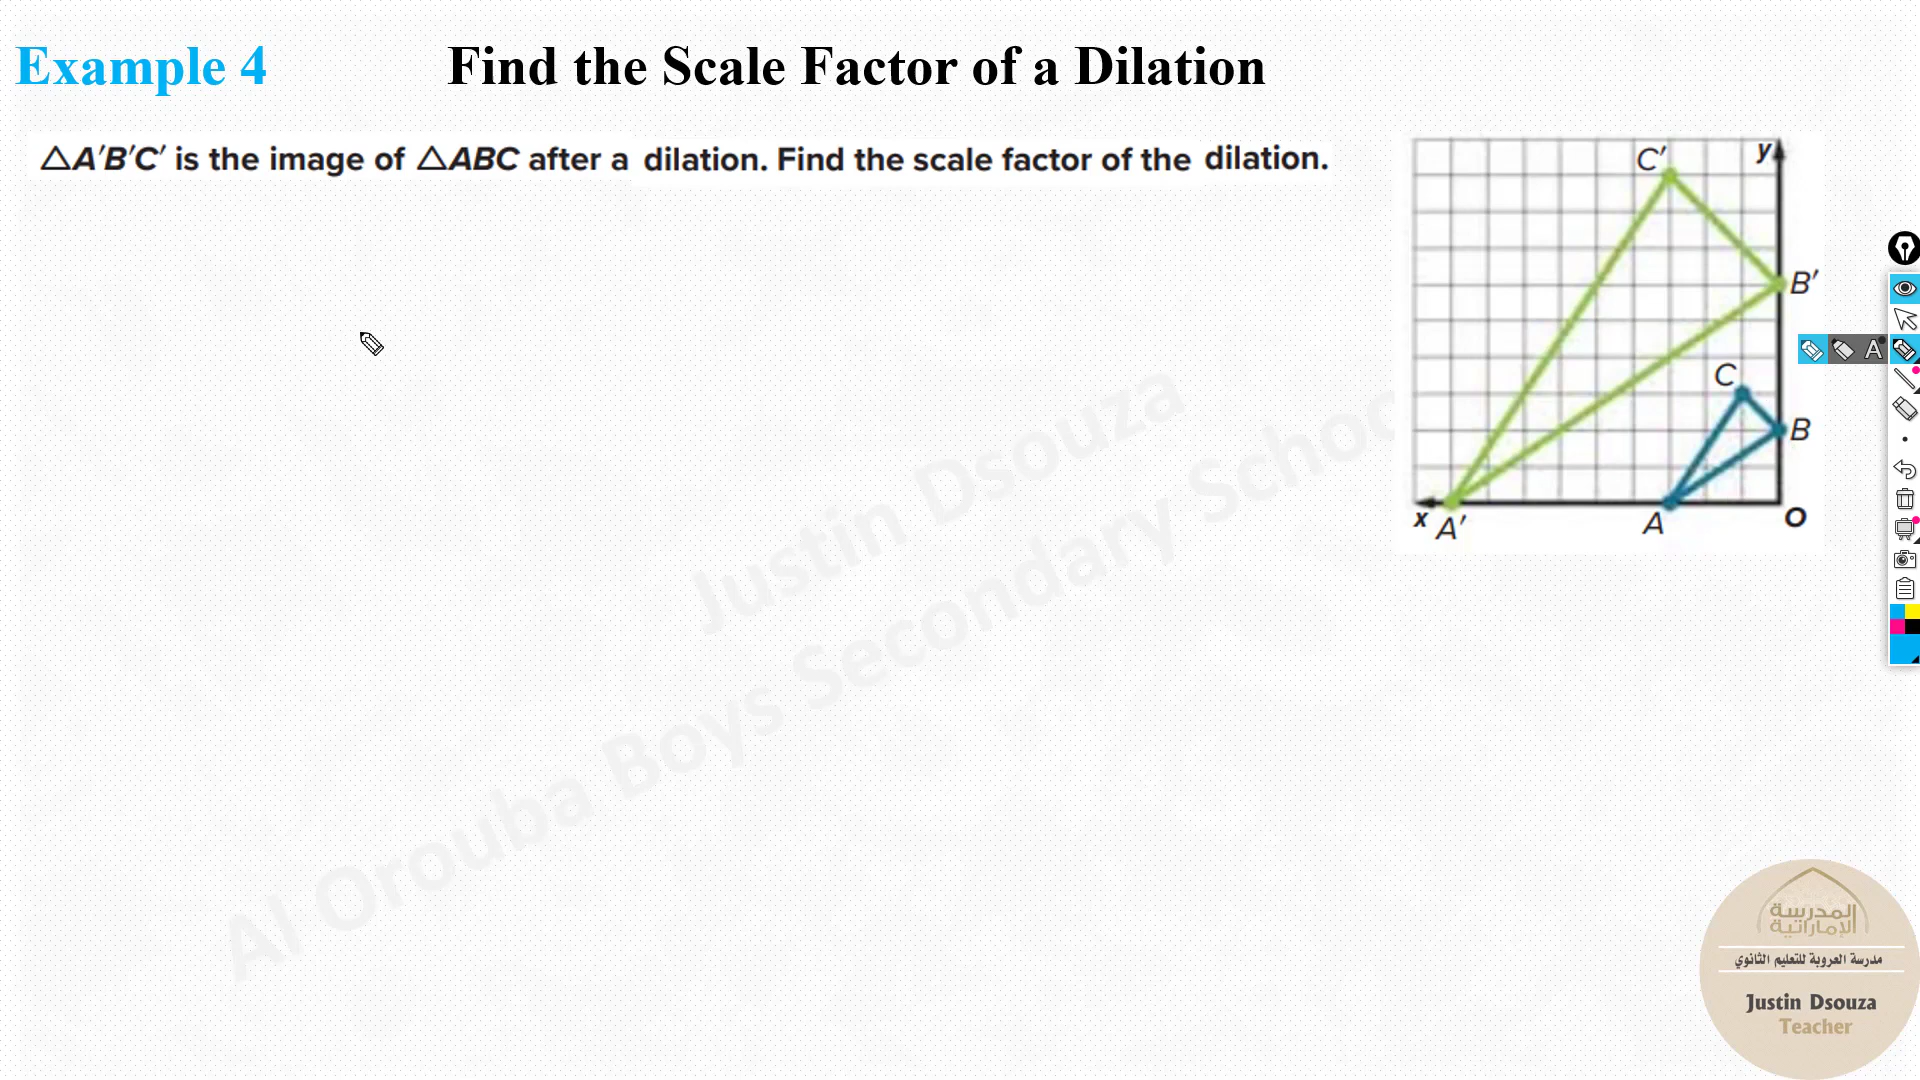 Example 4 Find the Scale Factor of a Dilation
△A′B′C′ is the image of △ABC after a dilation. Find the scale factor of the dilation.
C′ y
B′
A
C
B
x A′ A O
Justin Dsouza
Al Orouba Boys Secondary School
المدرسة
الإماراتية
مدرسة العروبة للتعليم الثانوي
Justin Dsouza
Teacher